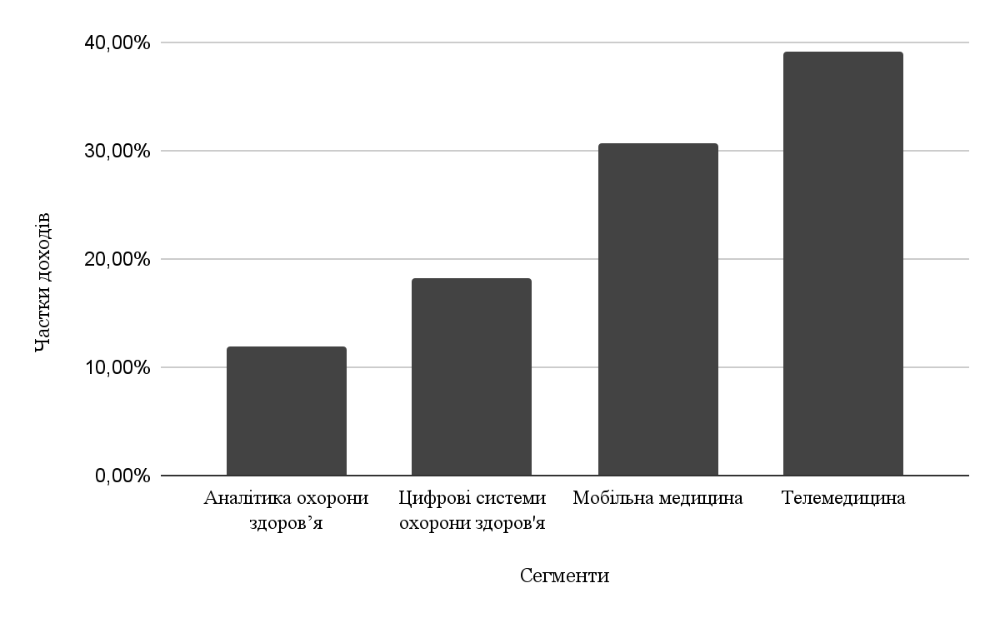 40,00%
30,00%
20,00%
10,00%
0,00%
Частки доходів
Аналітика охорони
здоров’я
Цифрові системи
охорони здоров'я
Мобільна медицина
Телемедицина
Сегменти